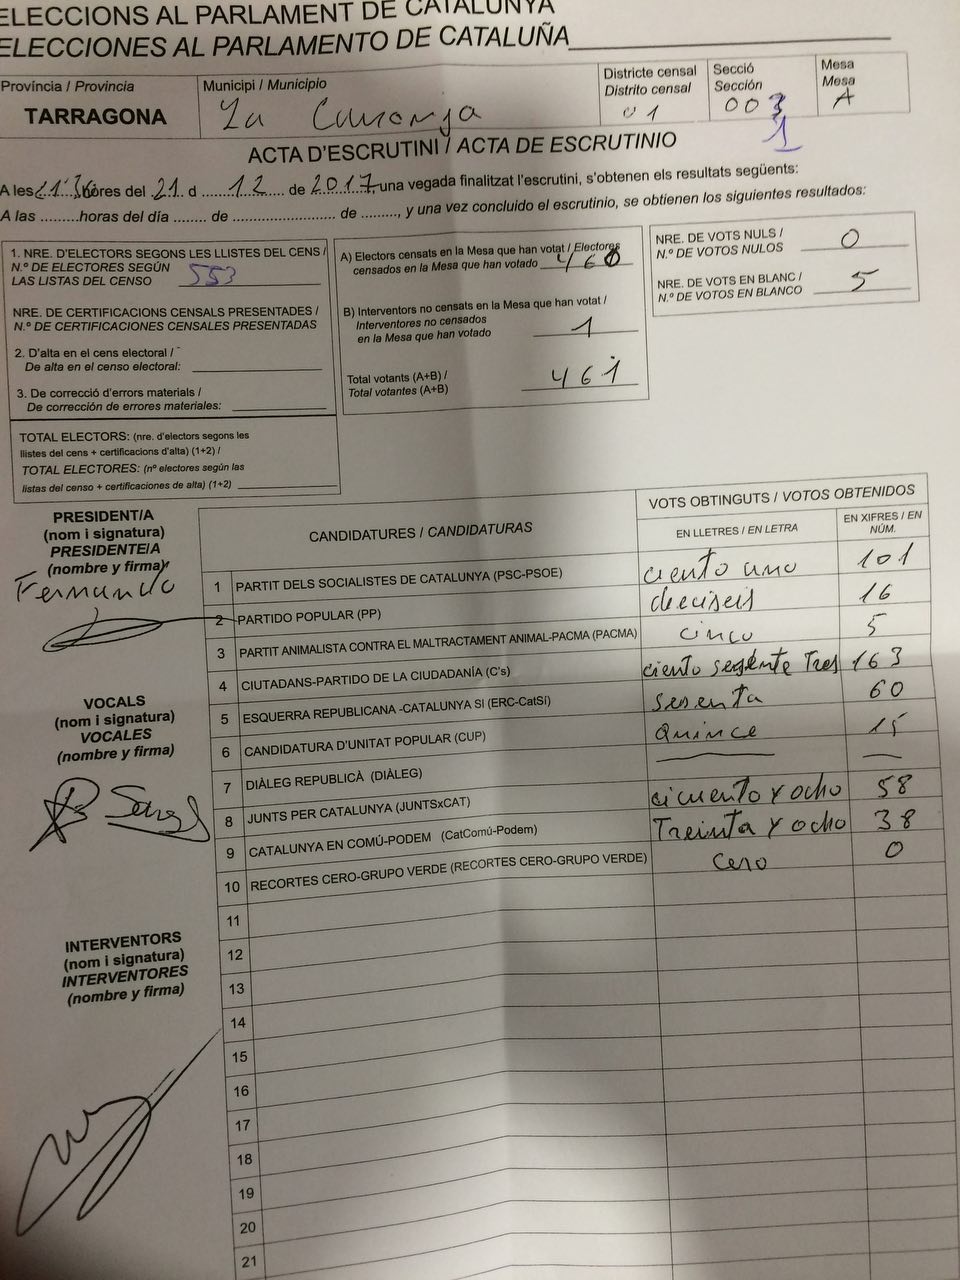 ELECCIONS AL PARLAMENT DE CATALUNYA
ELECCIONES AL PARLAMENTO DE CATALUÑA
Província / Provincia
TARRAGONA
Municipi / Municipio
La Canonja
Districte censal
Distrito censal
01
Secció
Sección
003
1
Mesa
Mesa
A
ACTA D'ESCRUTINI / ACTA DE ESCRUTINIO
A les hores del 21 d 12 de 2017, una vegada finalitzat l'escrutini, s'obtenen els resultats següents:
A las .........horas del día ........ de ....................... de ........., y una vez concluido el escrutinio, se obtienen los siguientes resultados:
1. NRE. D'ELECTORS SEGONS LES LLISTES DEL CENS /
N.º DE ELECTORES SEGÚN
LAS LISTAS DEL CENSO 553
NRE. DE CERTIFICACIONS CENSALS PRESENTADES /
N.º DE CERTIFICACIONES CENSALES PRESENTADAS
2. D'alta en el cens electoral /
De alta en el censo electoral:
3. De correcció d'errors materials /
De corrección de errores materiales:
TOTAL ELECTORS: (nre. d'electors segons les
llistes del cens + certificacions d'alta) (1+2) /
TOTAL ELECTORES: (nº electores según las
listas del censo + certificaciones de alta) (1+2)
A) Electors censats en la Mesa que han votat / Electores
censados en la Mesa que han votado 460
B) Interventors no censats en la Mesa que han votat /
Interventores no censados
en la Mesa que han votado 1
Total votants (A+B) /
Total votantes (A+B) 461
NRE. DE VOTS NULS /
N.º DE VOTOS NULOS 0
NRE. DE VOTS EN BLANC /
N.º DE VOTOS EN BLANCO 5
PRESIDENT/A
(nom i signatura)
PRESIDENTE/A
(nombre y firma)
Fernando
VOCALS
(nom i signatura)
VOCALES
(nombre y firma)
INTERVENTORS
(nom i signatura)
INTERVENTORES
(nombre y firma)
CANDIDATURES / CANDIDATURAS
VOTS OBTINGUTS / VOTOS OBTENIDOS
EN LLETRES / EN LETRA
EN XIFRES / EN
NÚM.
1 PARTIT DELS SOCIALISTES DE CATALUNYA (PSC-PSOE) ciento uno 101
2 PARTIDO POPULAR (PP) dieciseis 16
3 PARTIT ANIMALISTA CONTRA EL MALTRACTAMENT ANIMAL-PACMA (PACMA) cinco 5
4 CIUTADANS-PARTIDO DE LA CIUDADANÍA (C's) ciento Tres 163
5 ESQUERRA REPUBLICANA -CATALUNYA SI (ERC-CatSí) sesenta 60
6 CANDIDATURA D'UNITAT POPULAR (CUP) Quince 15
7 DIÀLEG REPUBLICÀ (DIÀLEG) — —
8 JUNTS PER CATALUNYA (JUNTSxCAT) y ocho 58
9 CATALUNYA EN COMÚ-PODEM (CatComú-Podem) Treinta y ocho 38
10 RECORTES CERO-GRUPO VERDE (RECORTES CERO-GRUPO VERDE) cero 0
11
12
13
14
15
16
17
18
19
20
21